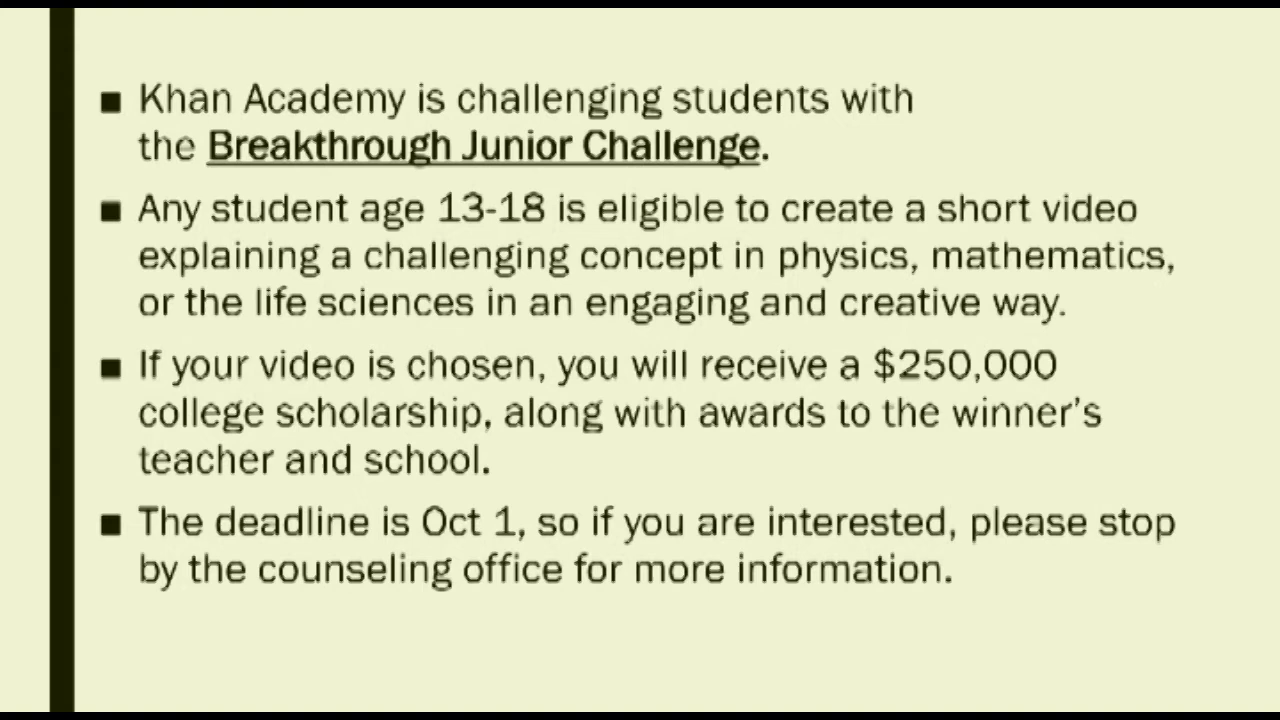 ▪ Khan Academy is challenging students with
the Breakthrough Junior Challenge.
▪ Any student age 13-18 is eligible to create a short video
explaining a challenging concept in physics, mathematics,
or the life sciences in an engaging and creative way.
▪ If your video is chosen, you will receive a $250,000
college scholarship, along with awards to the winner’s
teacher and school.
▪ The deadline is Oct 1, so if you are interested, please stop
by the counseling office for more information.